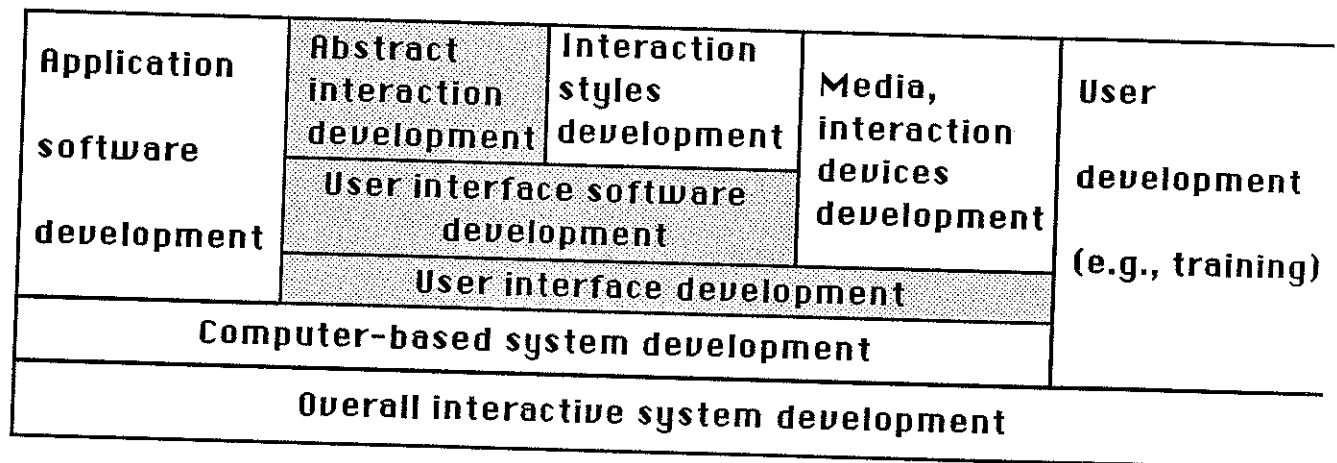 Application
software
development
Abstract
interaction
development
Interaction
styles
development
Media,
interaction
devices
development
User
development
(e.g., training)
User interface software
development
User interface development
Computer-based system development
Overall interactive system development